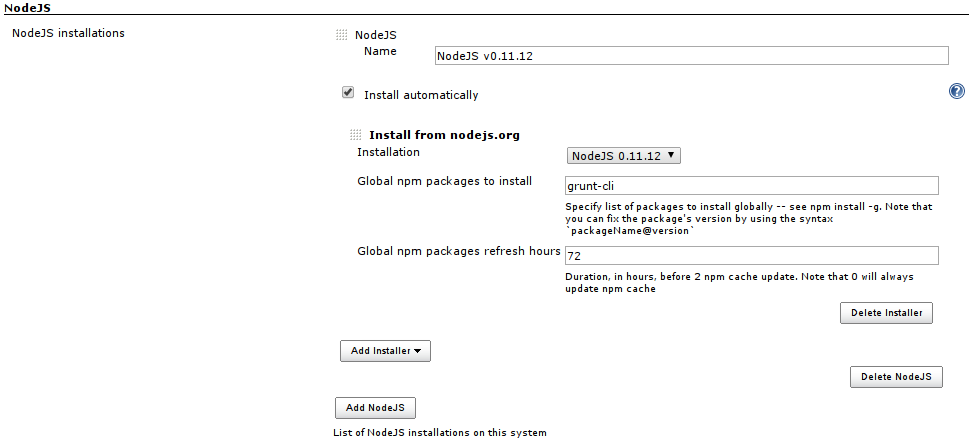 NodeJS
NodeJS installations
NodeJS
Name
NodeJS v0.11.12
Install automatically
Install from nodejs.org
Installation
NodeJS 0.11.12
Global npm packages to install
grunt-cli
Specify list of packages to install globally -- see npm install -g. Note that
you can fix the package's version by using the syntax
`packageName@version`
Global npm packages refresh hours
72
Duration, in hours, before 2 npm cache update. Note that 0 will always
update npm cache
Delete Installer
Add Installer
Delete NodeJS
Add NodeJS
List of NodeJS installations on this system